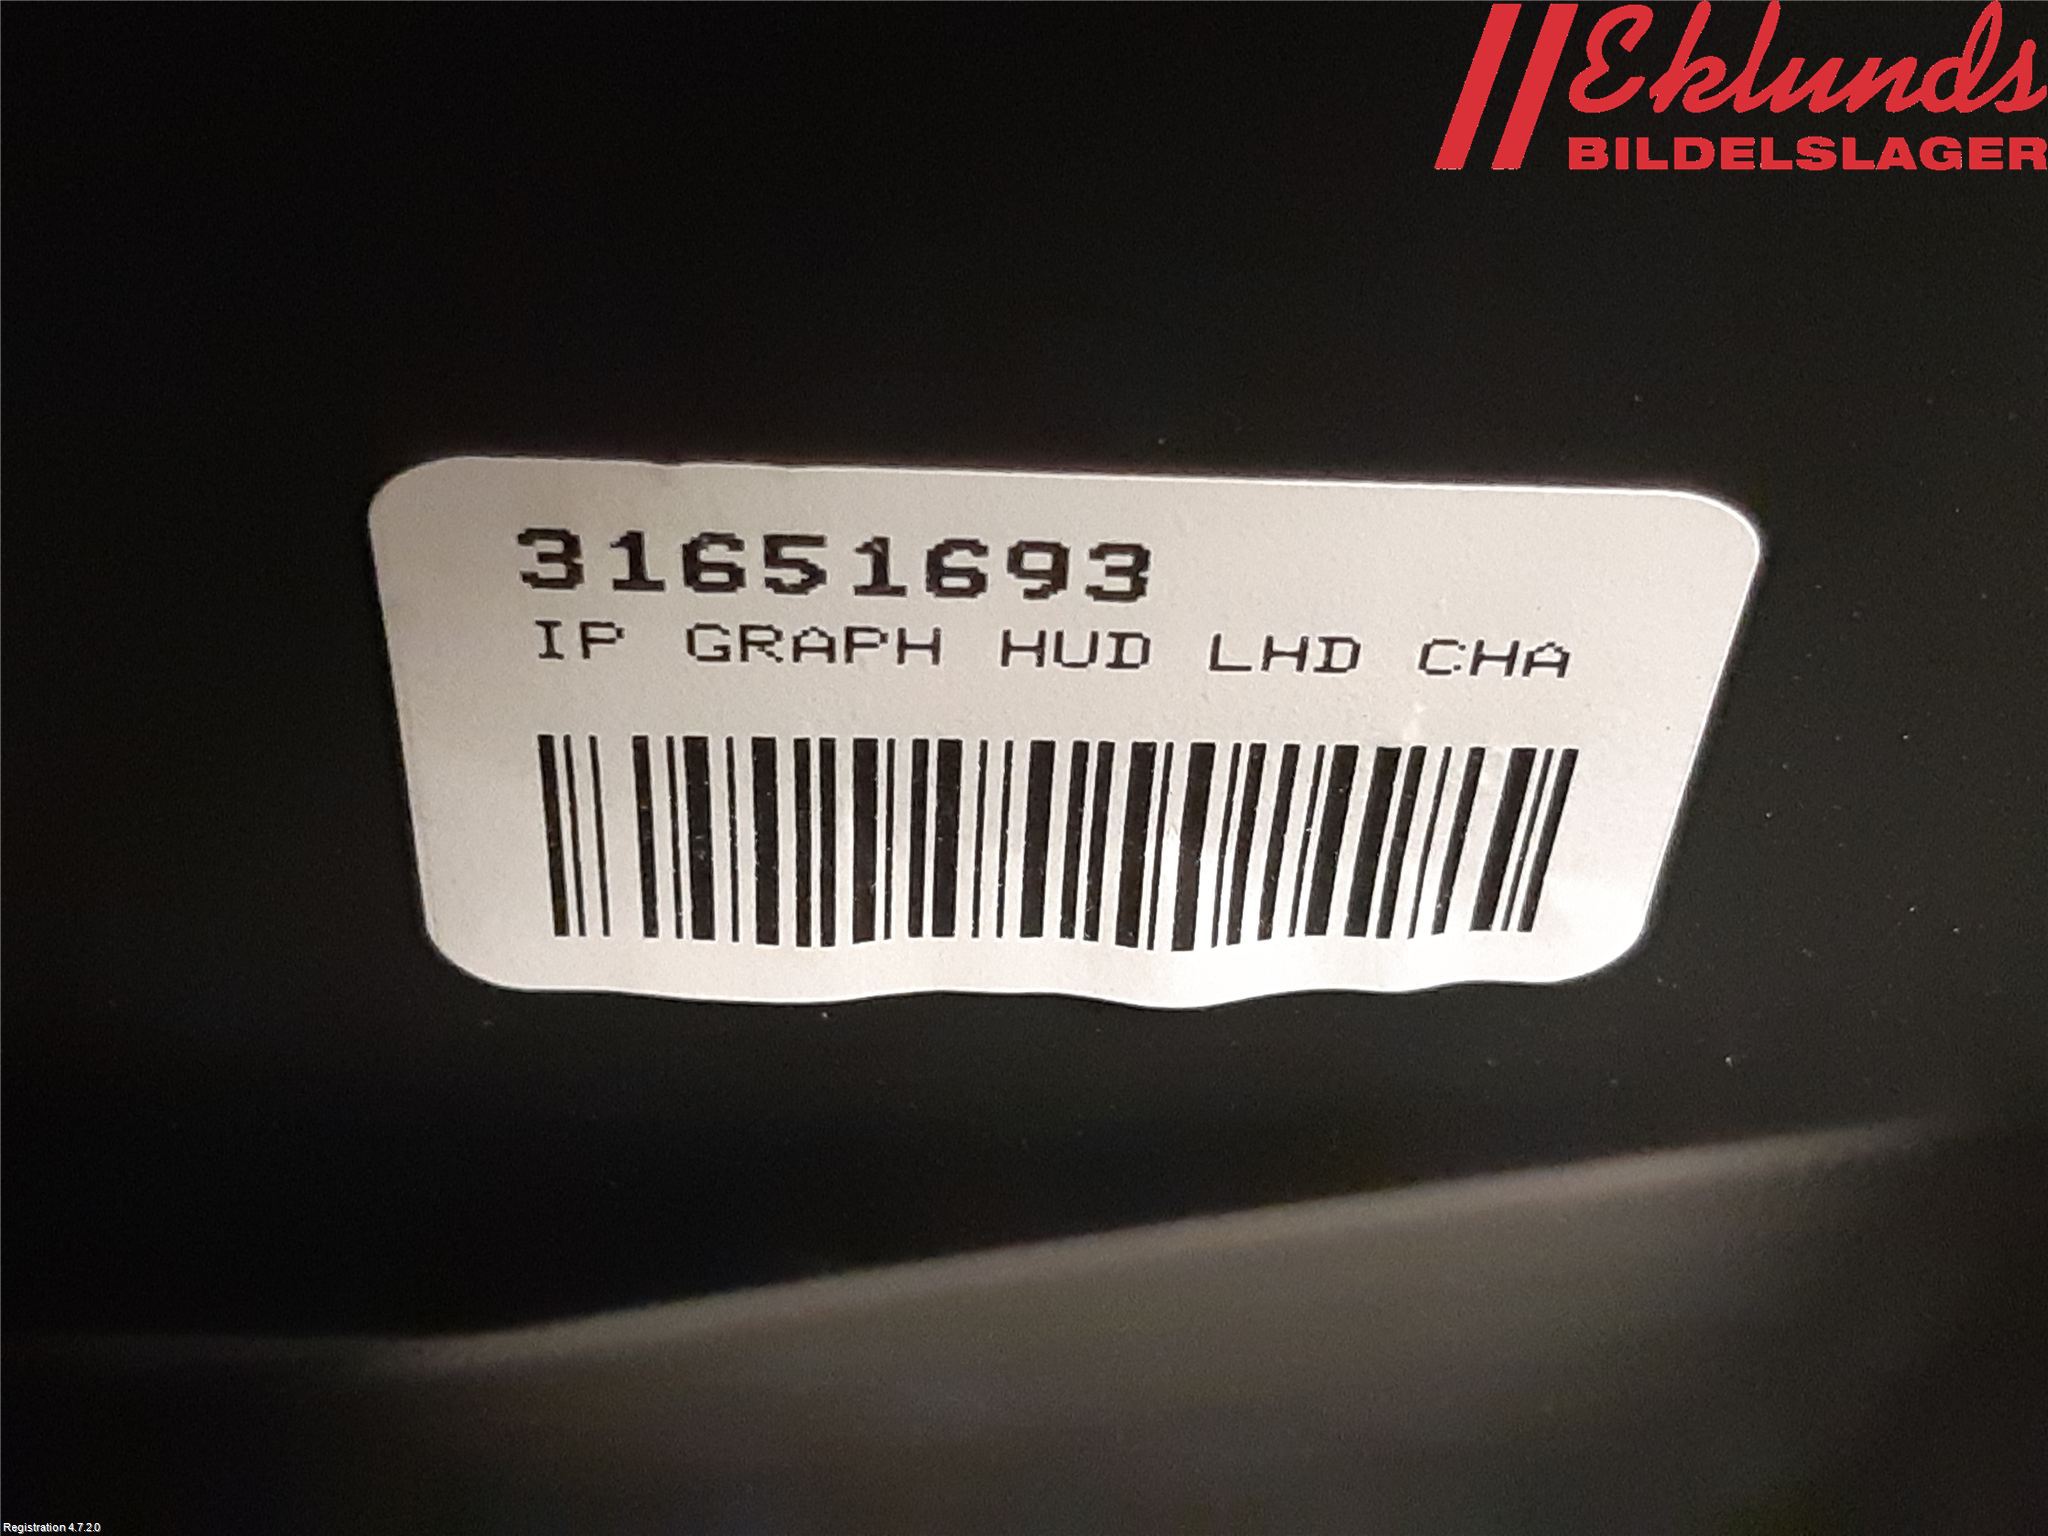 Eklunds
BILDELSLAGER
31651693
IP GRAPH HUD LHD CHA
Registration 4.7.2.0